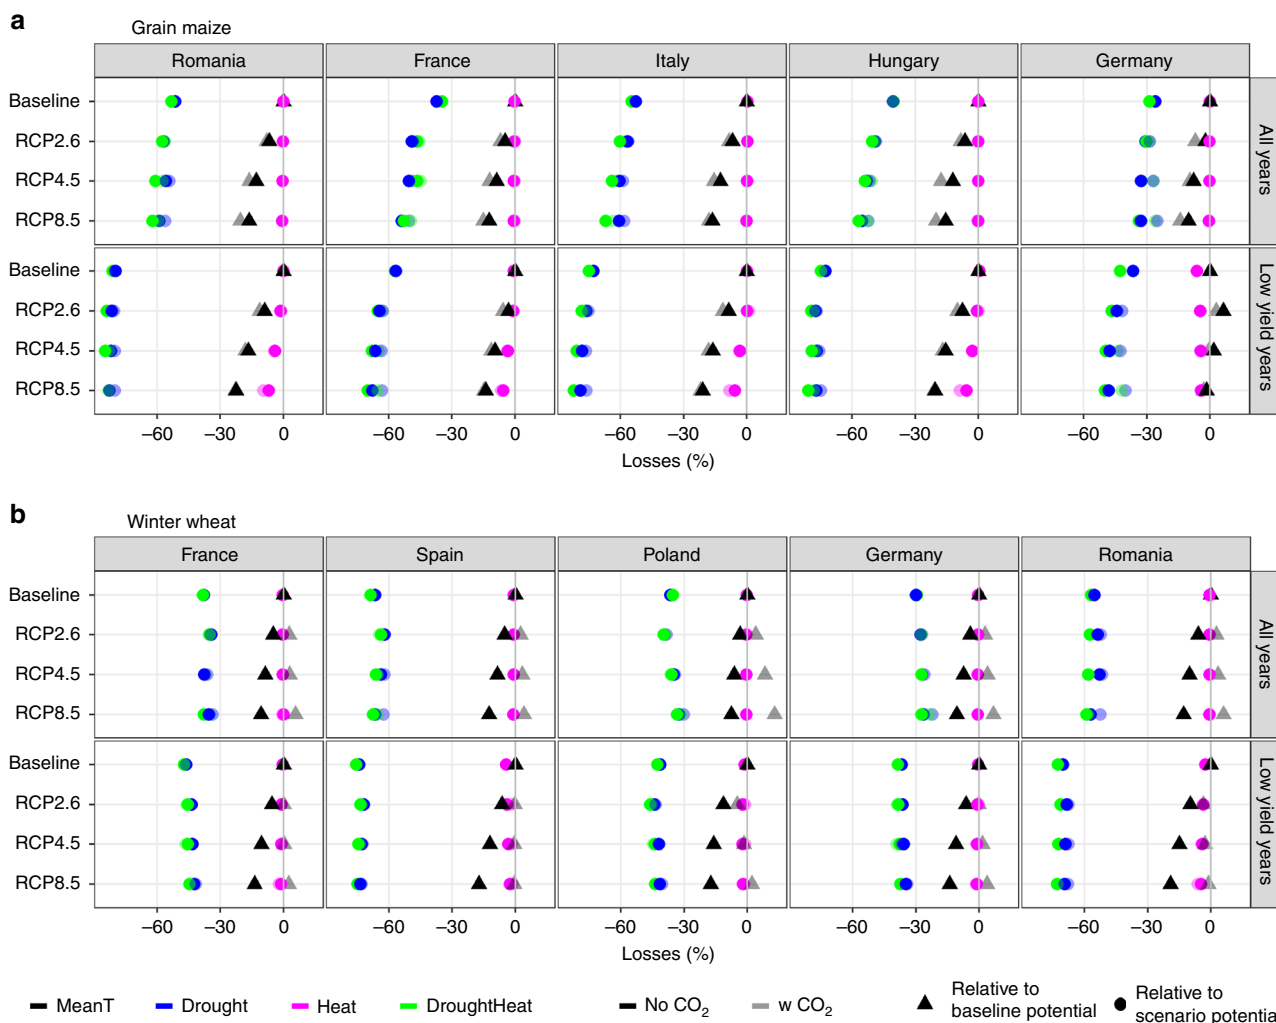 a
Grain maize
Romania France Italy Hungary Germany
Baseline
RCP2.6
RCP4.5
RCP8.5
All years
Baseline
RCP2.6
RCP4.5
RCP8.5
Low yield years
−60 −30 0 −60 −30 0 −60 −30 0 −60 −30 0 −60 −30 0
Losses (%)
b
Winter wheat
France Spain Poland Germany Romania
Baseline
RCP2.6
RCP4.5
RCP8.5
All years
Baseline
RCP2.6
RCP4.5
RCP8.5
Low yield years
−60 −30 0 −60 −30 0 −60 −30 0 −60 −30 0 −60 −30 0
Losses (%)
MeanT Drought Heat DroughtHeat No CO₂ w CO₂
Relative to
baseline potential
Relative to
scenario potential